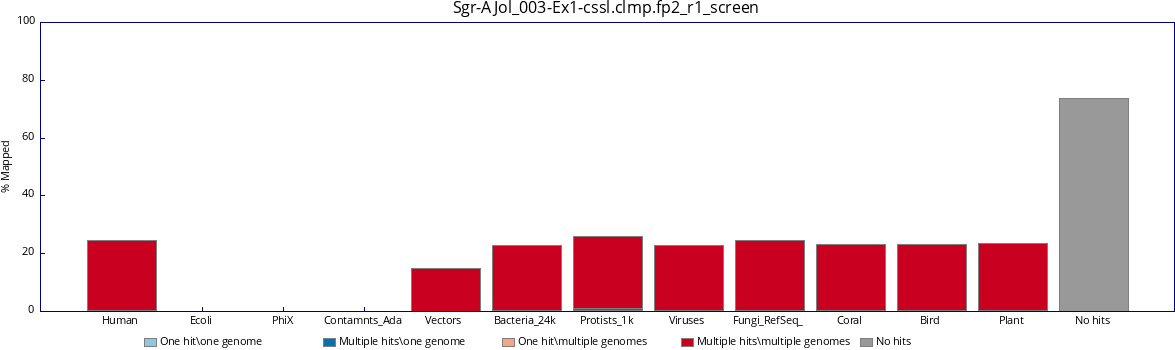 Sgr-AJol_003-Ex1-cssl.clmp.fp2_r1_screen
100
80
60
40
20
0
% Mapped
Human Ecoli PhiX Contamnts_Ada Vectors Bacteria_24k Protists_1k Viruses Fungi_RefSeq_ Coral Bird Plant No hits
One hit\one genome Multiple hits\one genome One hit\multiple genomes Multiple hits\multiple genomes No hits